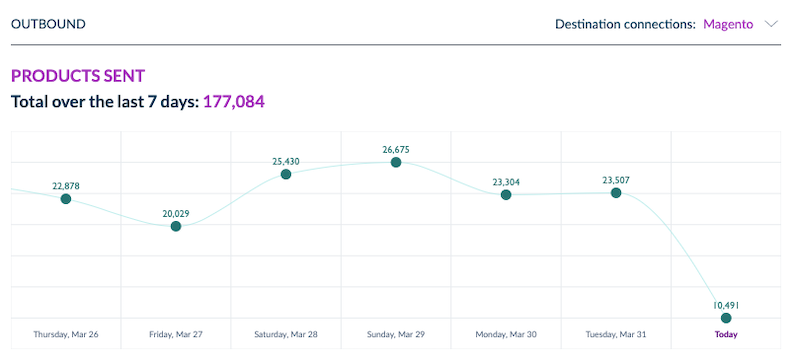 OUTBOUND
Destination connections: Magento
PRODUCTS SENT
Total over the last 7 days: 177,084
26,675
25,430
23,507
23,304
22,878
20,029
10,491
Thursday, Mar 26
Friday, Mar 27
Saturday, Mar 28
Sunday, Mar 29
Monday, Mar 30
Tuesday, Mar 31
Today